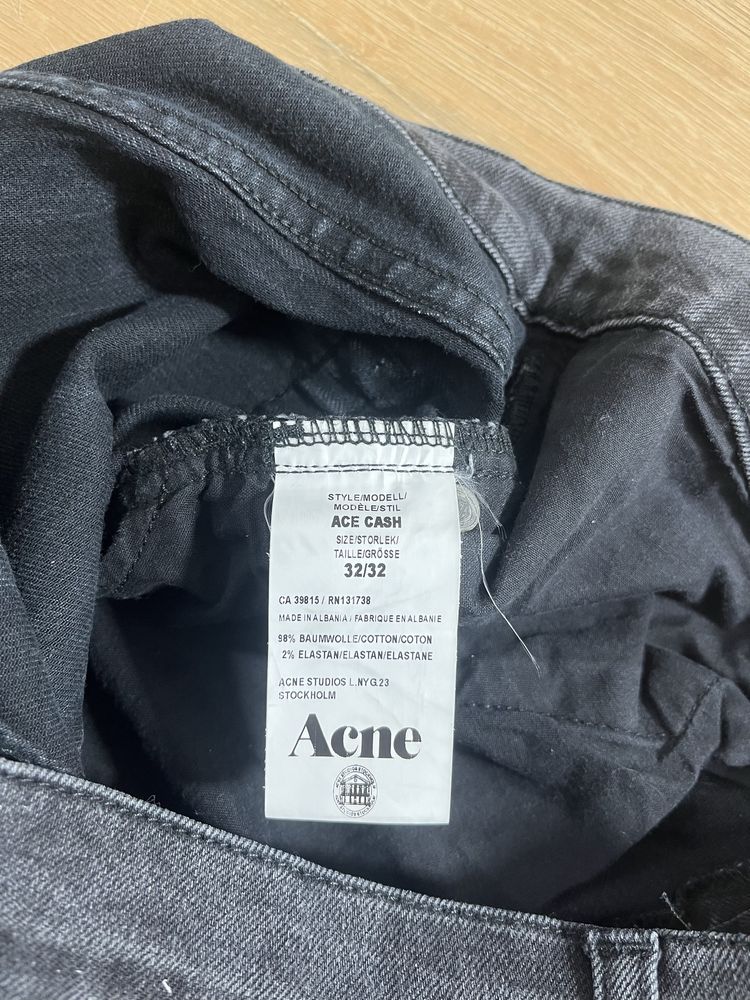 STYLE/MODELL/
MODÈLE/STIL
ACE CASH
SIZE/STORLEK/
TAILLE/GRÖSSE
32/32
CA 39815 / RN131738
MADE IN ALBANIA / FABRIQUE EN ALBANIE
98% BAUMWOLLE/COTTON/COTON
2% ELASTAN/ELASTAN/ELASTANE
ACNE STUDIOS L.NYG.23
STOCKHOLM
Acne